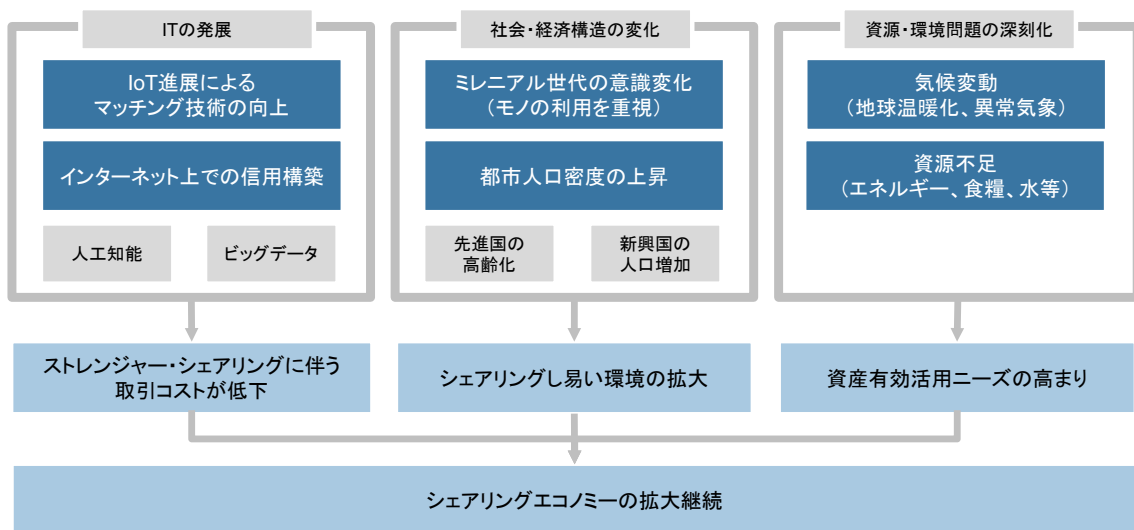 ITの発展
IoT進展による
マッチング技術の向上
インターネット上での信用構築
人工知能
ビッグデータ
社会・経済構造の変化
ミレニアル世代の意識変化
（モノの利用を重視）
都市人口密度の上昇
先進国の
高齢化
新興国の
人口増加
資源・環境問題の深刻化
気候変動
（地球温暖化、異常気象）
資源不足
（エネルギー、食糧、水等）
ストレンジャー・シェアリングに伴う
取引コストが低下
シェアリングし易い環境の拡大
資産有効活用ニーズの高まり
シェアリングエコノミーの拡大継続